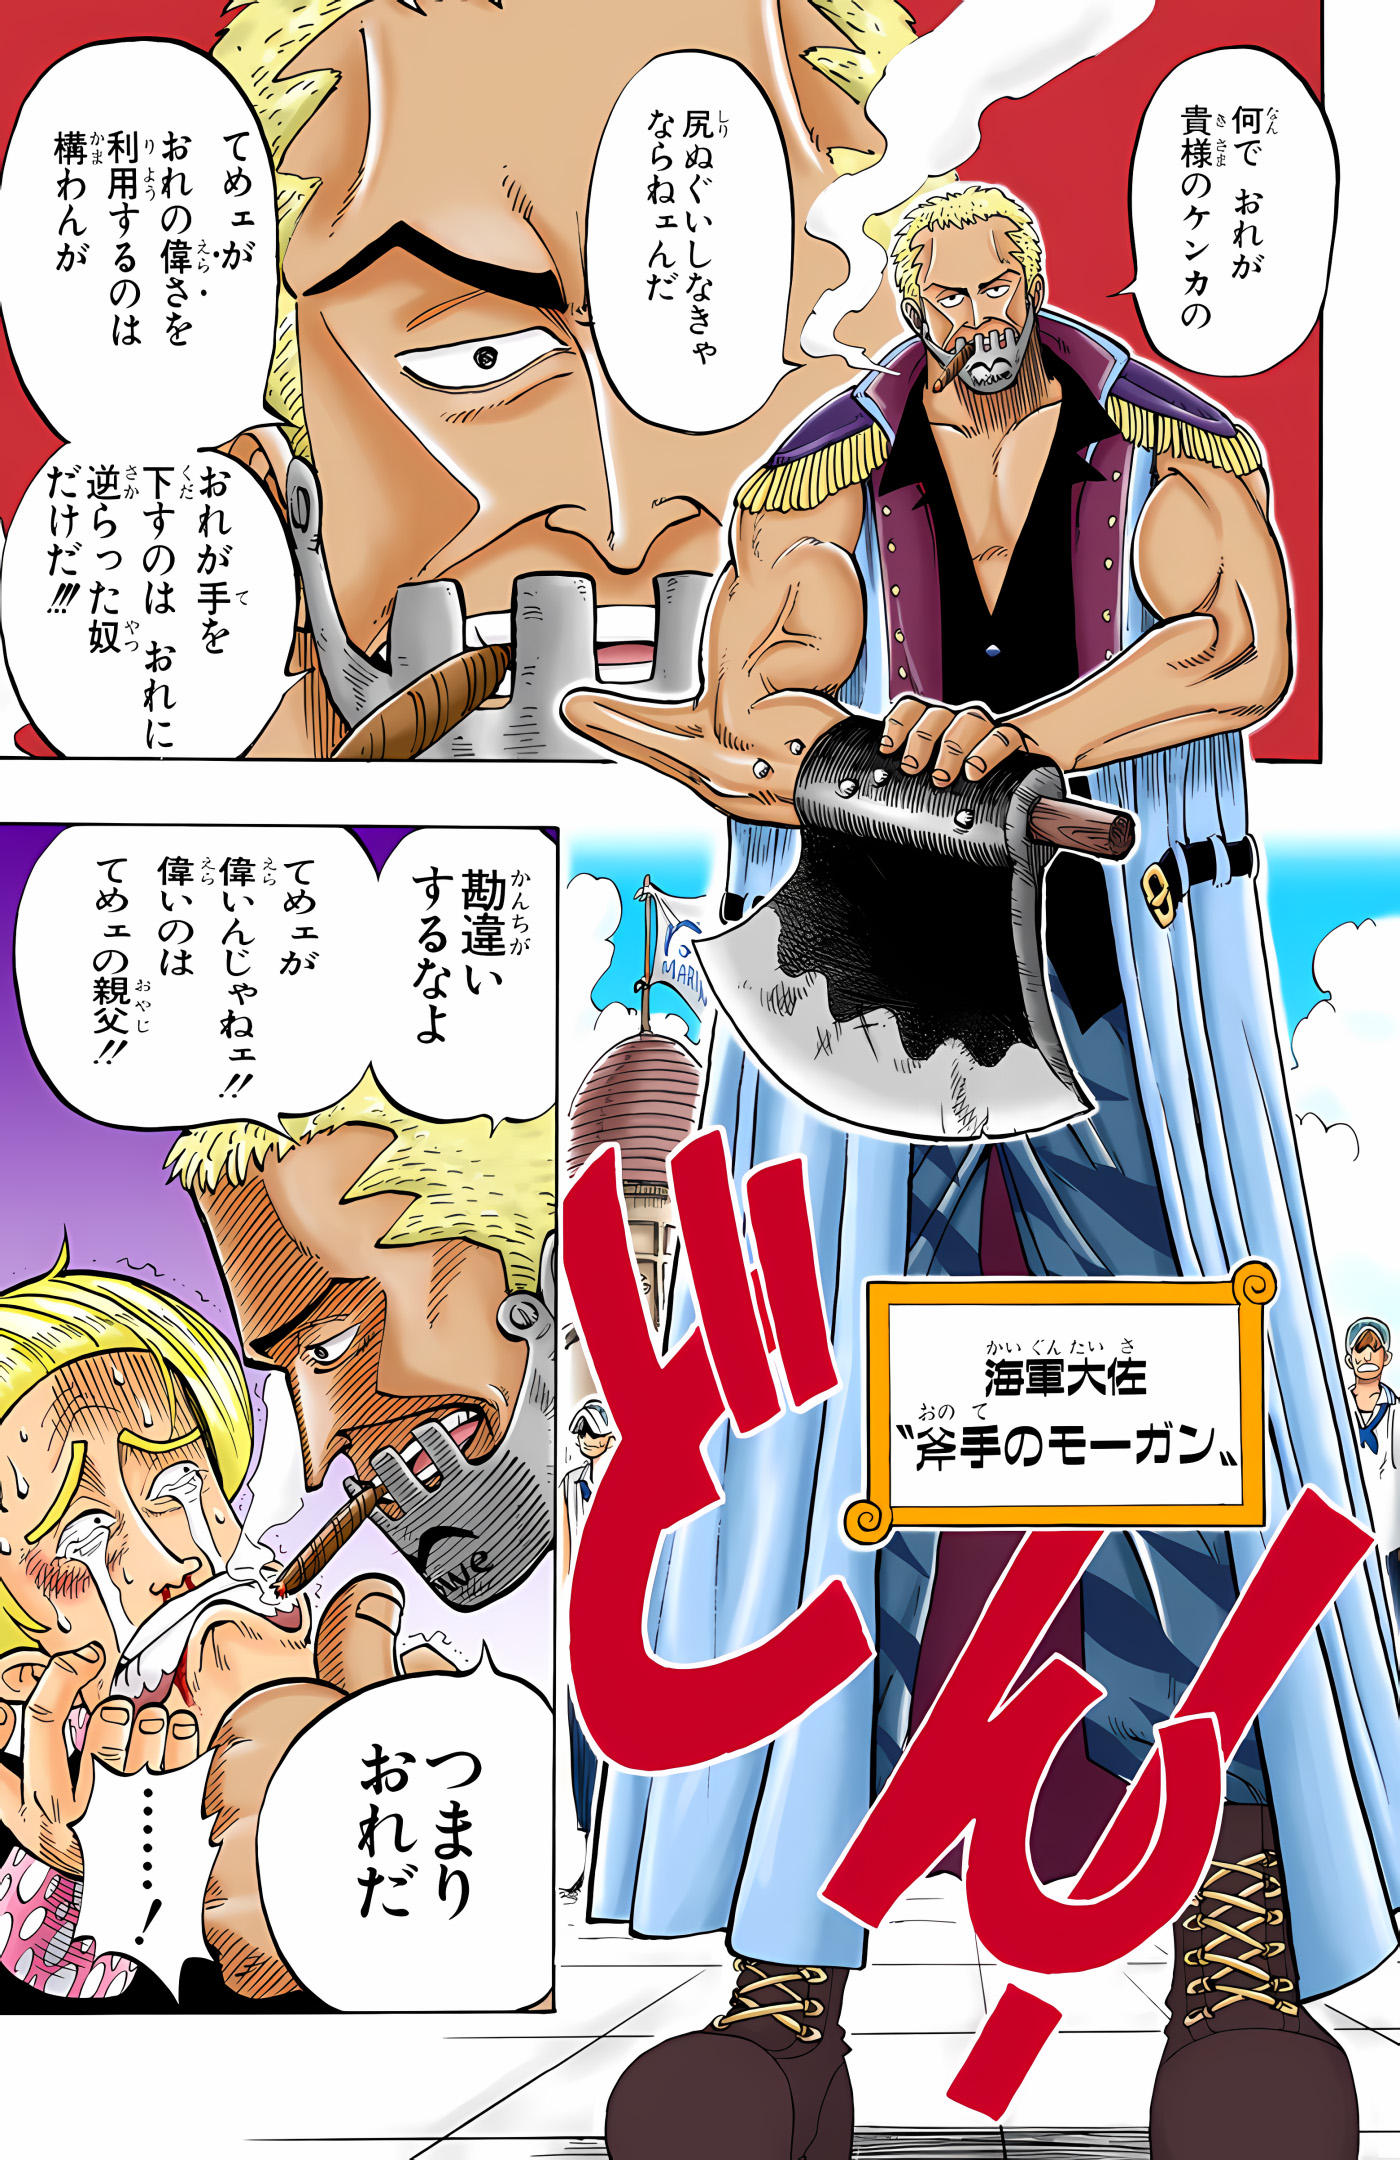 何でおれが
貴様のケンカの
尻ぬぐいしなきゃ
ならねェんだ
てめェが
おれの偉さを
利用するのは
構わんが
おれが手を
下すのはおれに
逆らった奴
だけだ!!!
MARIN
海軍大佐
〝斧手のモーガン〟
ドン!
勘違い
するなよ
てめェが
偉いんじゃねェ!!
偉いのは
てめェの親父!!
つまり
おれだ
……!